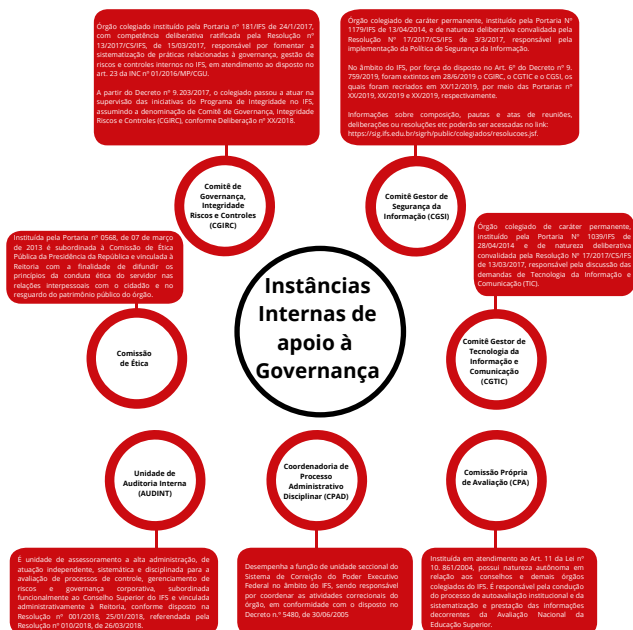 Órgão colegiado instituído pela Portaria n° 181/IFS de 24/1/2017,
com competência deliberativa ratificada pela Resolução nº
13/2017/CS/IFS, de 15/03/2017, responsável por fomentar a
sistematização de práticas relacionadas à governança, gestão de
riscos e controles internos no IFS, em atendimento ao disposto no
art. 23 da INC n° 01/2016/MP/CGU.
A partir do Decreto n° 9.203/2017, o colegiado passou a atuar na
supervisão das iniciativas do Programa de Integridade no IFS,
assumindo a denominação de Comitê de Governança, Integridade
Riscos e Controles (CGIRC), conforme Deliberação nº XX/2018.
Órgão colegiado de caráter permanente, instituído pela Portaria Nº
1179/IFS de 13/04/2014, e de natureza deliberativa convalidada pela
Resolução Nº 17/2017/CS/IFS de 3/3/2017, responsável pela
implementação da Política de Segurança da Informação.
No âmbito do IFS, por força do disposto no Art. 6º do Decreto nº 9.
759/2019, foram extintos em 28/6/2019 o CGIRC, o CGTIC e o CGSI, os
quais foram recriados em XX/12/2019, por meio das Portarias nºs
XX/2019, XX/2019 e XX/2019, respectivamente.
Informações sobre composição, pautas e atas de reuniões,
deliberações ou resoluções etc poderão ser acessadas no link:
https://sig.ifs.edu.br/sigrh/public/colegiados/resolucoes.jsf.
Comitê de
Governança,
Integridade
Riscos e Controles
(CGIRC)
Comitê Gestor de
Segurança da
Informação (CGSI)
Instituída pela Portaria nº 0568, de 07 de março
de 2013 é subordinada à Comissão de Ética
Pública da Presidência da República e vinculada à
Reitoria com a finalidade de difundir os
princípios da conduta ética do servidor nas
relações interpessoais com o cidadão e no
resguardo do patrimônio público do órgão.
Órgão colegiado de caráter permanente,
instituído pela Portaria Nº 1039/IFS de
28/04/2014 e de natureza deliberativa
convalidada pela Resolução Nº 17/2017/CS/IFS
de 13/03/2017, responsável pela discussão das
demandas de Tecnologia da Informação e
Comunicação (TIC).
Instâncias
Internas de
apoio à
Governança
Comissão
de Ética
Comitê Gestor de
Tecnologia da
Informação e
Comunicação
(CGTIC)
Unidade de
Auditoria Interna
(AUDINT)
Coordenadoria de
Processo
Administrativo
Disciplinar (CPAD)
Comissão Própria
de Avaliação (CPA)
É unidade de assessoramento a alta administração, de
atuação independente, sistemática e disciplinada para a
avaliação de processos de controle, gerenciamento de
riscos e governança corporativa, subordinada
funcionalmente ao Conselho Superior do IFS e vinculada
administrativamente à Reitoria, conforme disposto na
Resolução nº 001/2018, 25/01/2018, referendada pela
Resolução nº 010/2018, de 26/03/2018.
Desempenha a função de unidade seccional do
Sistema de Correição do Poder Executivo
Federal no âmbito do IFS, sendo responsável
por coordenar as atividades correcionais do
órgão, em conformidade com o disposto no
Decreto n.º 5480, de 30/06/2005
Instituída em atendimento ao Art. 11 da Lei nº
10. 861/2004, possui natureza autônoma em
relação aos conselhos e demais órgãos
colegiados do IFS. É responsável pela condução
do processo de autoavaliação institucional e da
sistematização e prestação das informações
decorrentes da Avaliação Nacional da
Educação Superior.